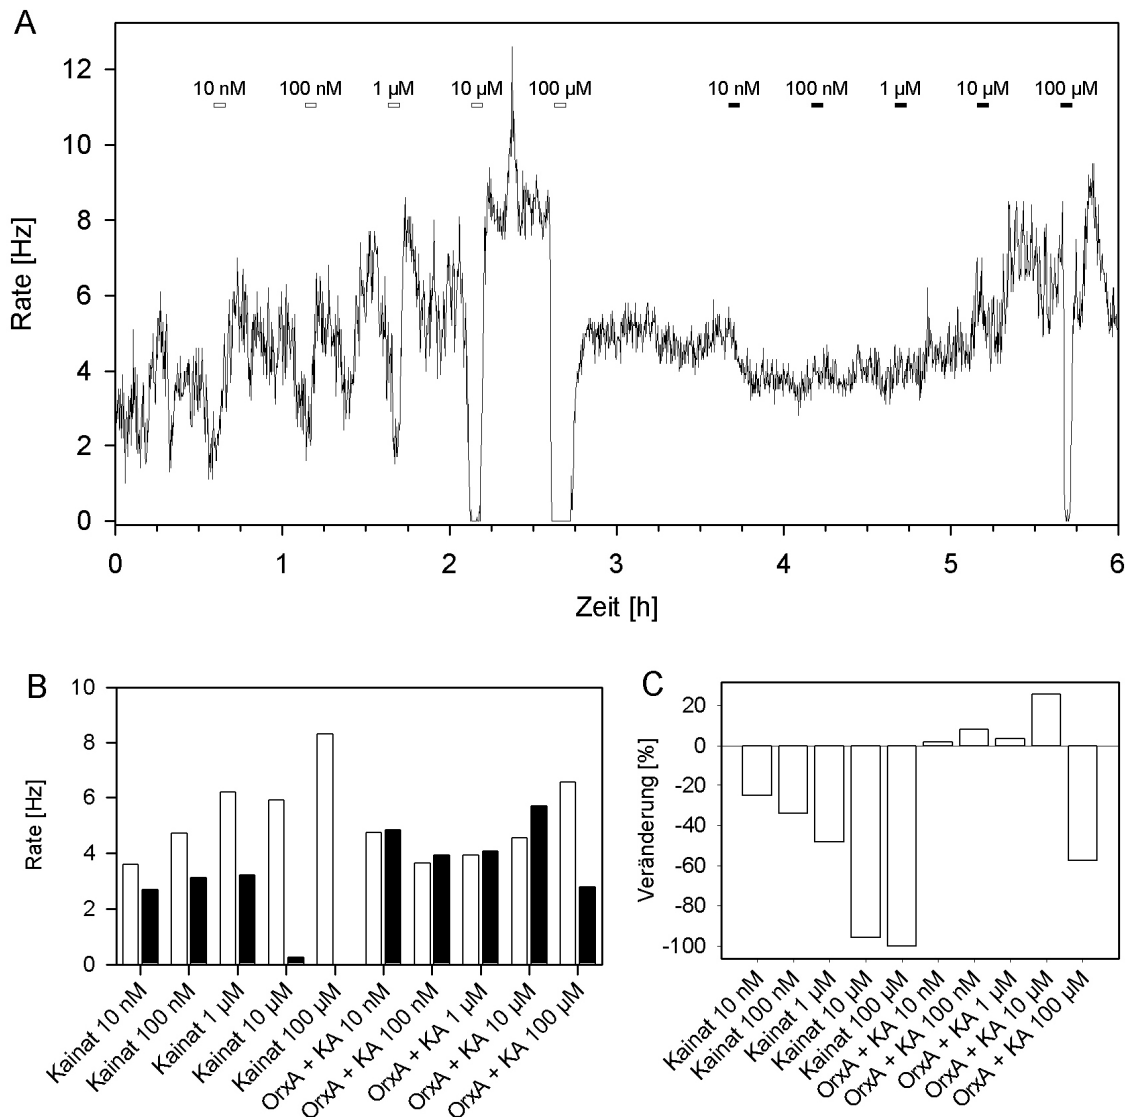 A
10 nM 100 nM 1 µM 10 µM 100 µM 10 nM 100 nM 1 µM 10 µM 100 µM
12
10
8
6
4
2
0
Rate [Hz]
0 1 2 3 4 5 6
Zeit [h]
B
10
8
6
4
2
0
Rate [Hz]
Kainat 10 nM
Kainat 100 nM
Kainat 1 µM
Kainat 10 µM
Kainat 100 µM
OrxA + KA 10 nM
OrxA + KA 100 nM
OrxA + KA 1 µM
OrxA + KA 10 µM
OrxA + KA 100 µM
C
20
0
-20
-40
-60
-80
-100
Veränderung [%]
Kainat 10 nM
Kainat 100 nM
Kainat 1 µM
Kainat 10 µM
Kainat 100 µM
OrxA + KA 10 nM
OrxA + KA 100 nM
OrxA + KA 1 µM
OrxA + KA 10 µM
OrxA + KA 100 µM